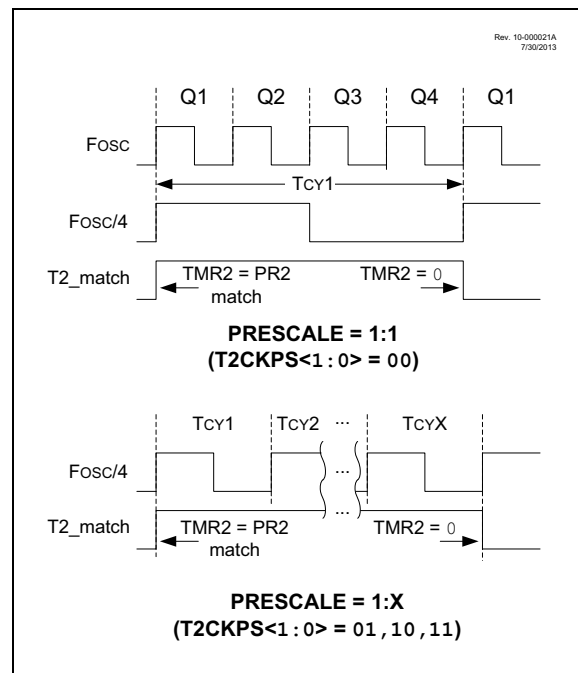 Rev. 10-000021A
7/30/2013
Q1 Q2 Q3 Q4 Q1
FOSC
TCY1
FOSC/4
T2_match
TMR2 = PR2 TMR2 = 0
match
PRESCALE = 1:1
(T2CKPS<1:0> = 00)
TCY1 TCY2 ... TCYX
FOSC/4 ...
T2_match ...
TMR2 = PR2 TMR2 = 0
match
PRESCALE = 1:X
(T2CKPS<1:0> = 01,10,11)